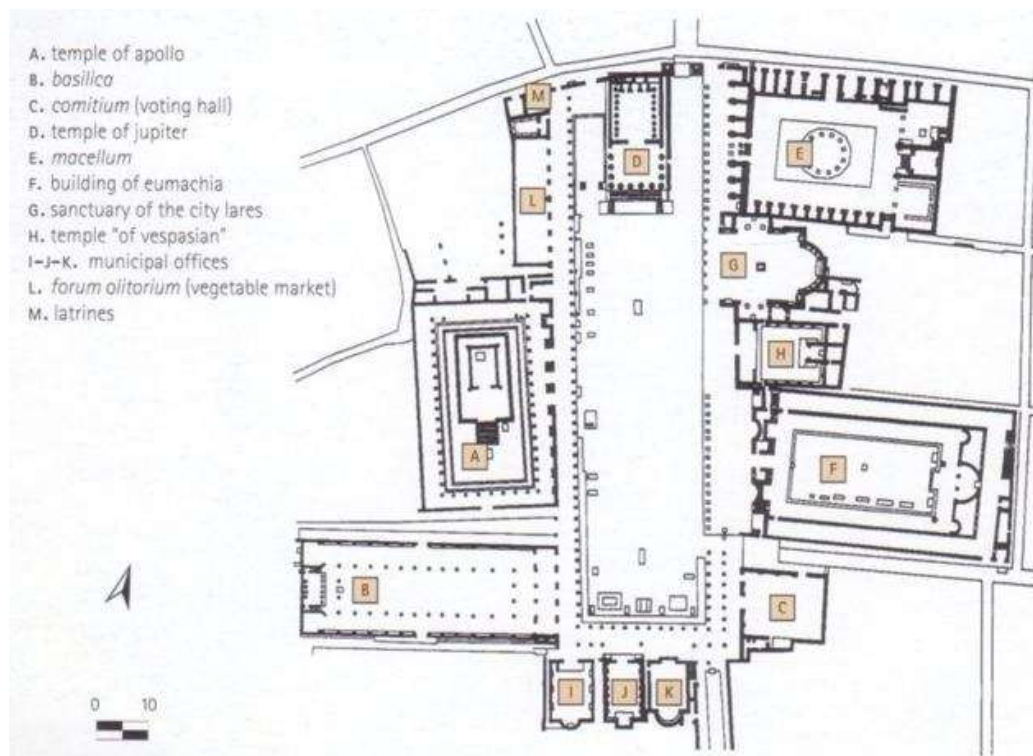 A. temple of apollo
B. basilica
C. comitium (voting hall)
D. temple of jupiter
E. macellum
F. building of eumachia
G. sanctuary of the city lares
H. temple "of vespasian"
I–J–K. municipal offices
L. forum olitorium (vegetable market)
M. latrines
M
D
E
L
G
H
A
F
B
C
I
J
K
0 10